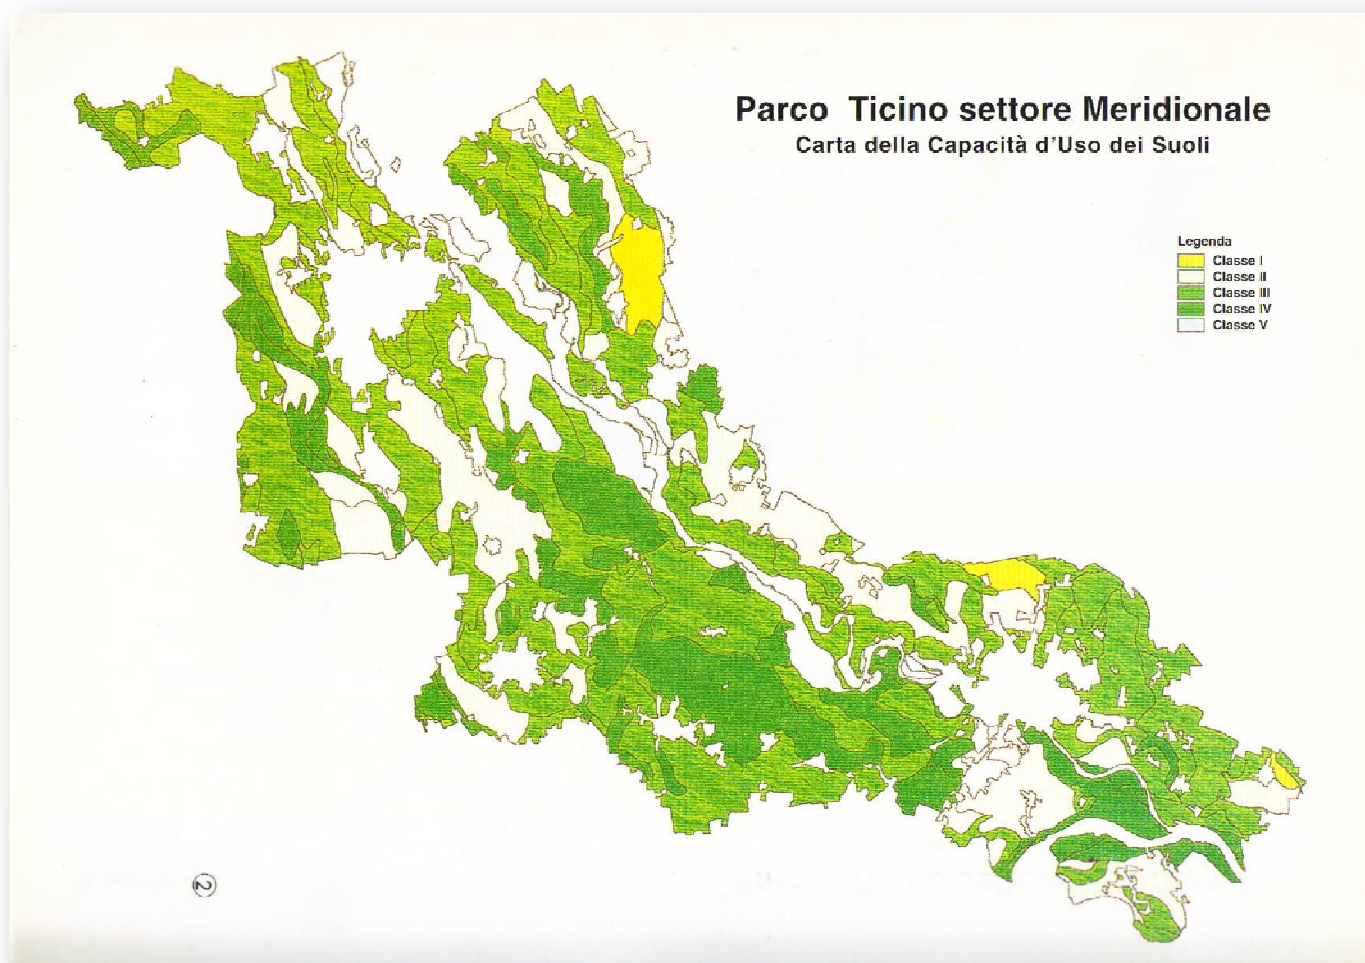 Parco Ticino settore Meridionale
Carta della Capacità d'Uso dei Suoli
Legenda
Classe I
Classe II
Classe III
Classe IV
Classe V
2